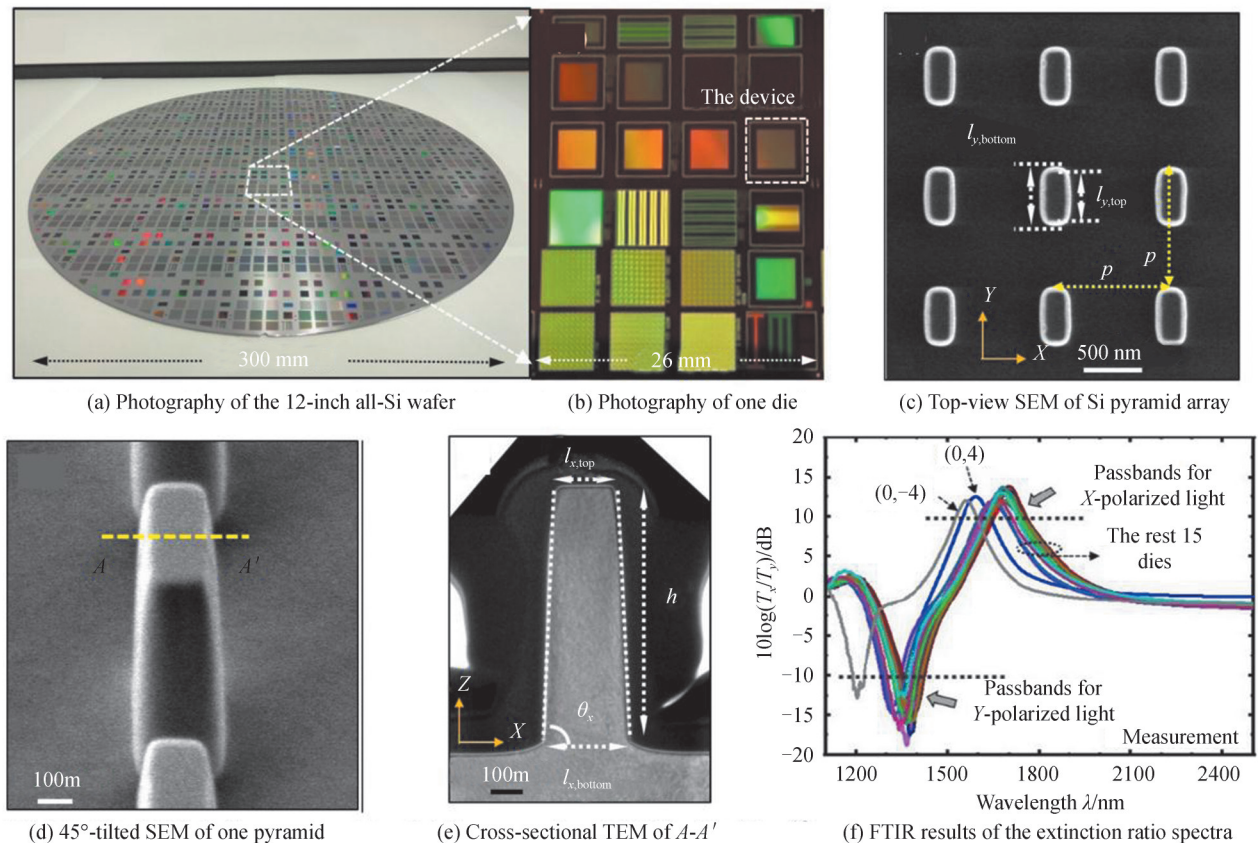 300 mm
The device
26 mm
l_{y,bottom}
l_{y,top}
p
p
Y
X
500 nm
(a) Photography of the 12-inch all-Si wafer
(b) Photography of one die
(c) Top-view SEM of Si pyramid array
A
A′
100m
l_{x,top}
h
Z
X
θ_x
100m
l_{x,bottom}
20
15
10
5
0
−5
−10
−15
−20
10log(T_x/T_y)/dB
(0,4)
(0,−4)
Passbands for
X-polarized light
The rest 15
dies
Passbands for
Y-polarized light
Measurement
1200
1500
1800
2100
2400
Wavelength λ/nm
(d) 45°-tilted SEM of one pyramid
(e) Cross-sectional TEM of A-A′
(f) FTIR results of the extinction ratio spectra